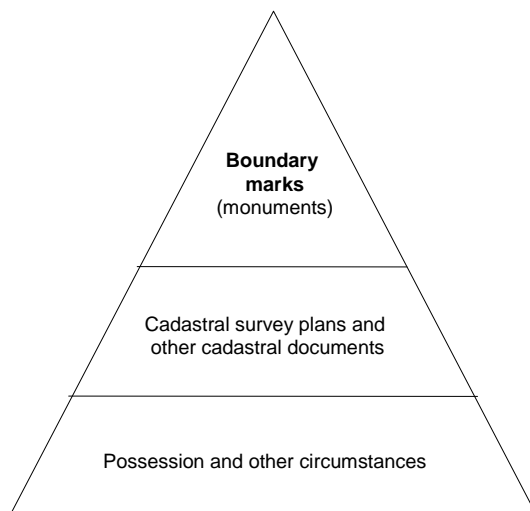 Boundary
marks
(monuments)
Cadastral survey plans and
other cadastral documents
Possession and other circumstances